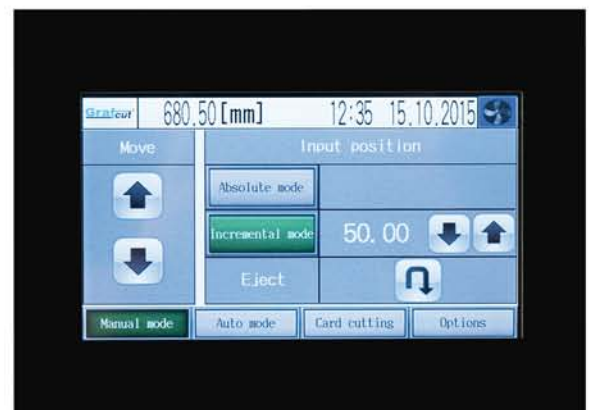 Grafcut 680.50[mm] 12:35 15.10.2015
Move Input position
Absolute mode
Incremental mode 50.00
Eject
Manual mode Auto mode Card cutting Options